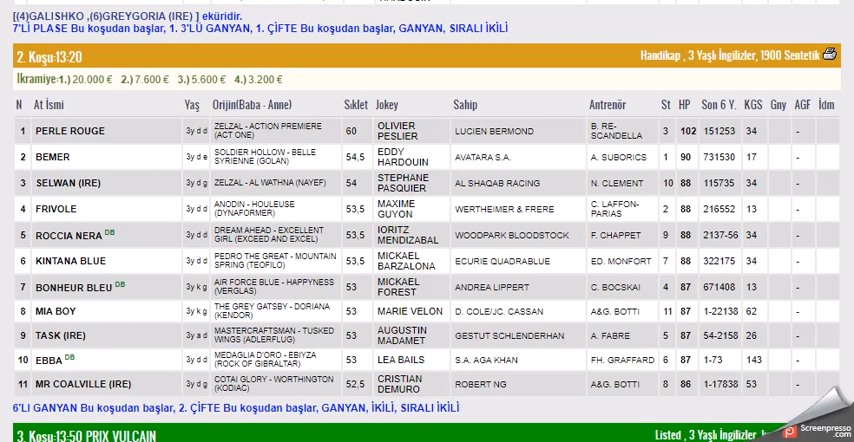 [(4)GALISHKO ,(6)GREYGORIA (IRE) ] eküridir.
7'Lİ PLASE Bu koşudan başlar, 1. 3'LÜ GANYAN, 1. ÇİFTE Bu koşudan başlar, GANYAN, SIRALI İKİLİ
2. Koşu:13:20 Handikap , 3 Yaşlı İngilizler, 1900 Sentetik
İkramiye:1.) 20.000 € 2.) 7.600 € 3.) 5.600 € 4.) 3.200 €
N At İsmi Yaş Orijin(Baba - Anne) Sıklet Jokey Sahip Antrenör St HP Son 6 Y. KGS Gny AGF İdm
1 PERLE ROUGE 3y d d ZELZAL - ACTION PREMIERE (ACT ONE) 60 OLIVIER PESLIER LUCIEN BERMOND B. RE-SCANDELLA 3 102 151253 34 -
2 BEMER 3y d e SOLDIER HOLLOW - BELLE SYRIENNE (GOLAN) 54,5 EDDY HARDOUIN AVATARA S.A. A. SUBORICS 1 90 731530 17 -
3 SELWAN (IRE) 3y d g ZELZAL - AL WATHNA (NAYEF) 54 STEPHANE PASQUIER AL SHAQAB RACING N. CLEMENT 10 88 115735 34 -
4 FRIVOLE 3y d d ANODIN - HOULEUSE (DYNAFORMER) 53,5 MAXIME GUYON WERTHEIMER & FRERE C. LAFFON-PARIAS 2 88 216552 13 -
5 ROCCIA NERA DB 3y d d DREAM AHEAD - EXCELLENT GIRL (EXCEED AND EXCEL) 53,5 IORITZ MENDIZABAL WOODPARK BLOODSTOCK F. CHAPPET 9 88 2137-56 34 -
6 KINTANA BLUE 3y d d PEDRO THE GREAT - MOUNTAIN SPRING (TEOFILO) 53,5 MICKAEL BARZALONA ECURIE QUADRABLUE ED. MONFORT 7 88 322175 34 -
7 BONHEUR BLEU DB 3y k g AIR FORCE BLUE - HAPPYNESS (VERGLAS) 53 MICKAEL FOREST ANDREA LIPPERT C. BOCSKAI 4 87 671408 13 -
8 MIA BOY 3y k g THE GREY GATSBY - DORIANA (KENDOR) 53 MARIE VELON D. COLE/JC. CASSAN A&G. BOTTI 11 87 1-22138 62 -
9 TASK (IRE) 3y a d MASTERCRAFTSMAN - TUSKED WINGS (ADLERFLUG) 53 AUGUSTIN MADAMET GESTUT SCHLENDERHAN A. FABRE 5 87 54-2158 26 -
10 EBBA DB 3y d d MEDAGLIA D'ORO - EBIYZA (ROCK OF GIBRALTAR) 53 LEA BAILS S.A. AGA KHAN FH. GRAFFARD 6 87 1-73 143 -
11 MR COALVILLE (IRE) 3y d g COTAI GLORY - WORTHINGTON (KODIAC) 52,5 CRISTIAN DEMURO ROBERT NG A&G. BOTTI 8 86 1-17838 53 -
6'LI GANYAN Bu koşudan başlar, 2. ÇİFTE Bu koşudan başlar, GANYAN, İKİLİ, SIRALI İKİLİ
3. Koşu:13:50 PRIX VULCAIN Listed , 3 Yaşlı İngilizler,
Screenpresso
.com